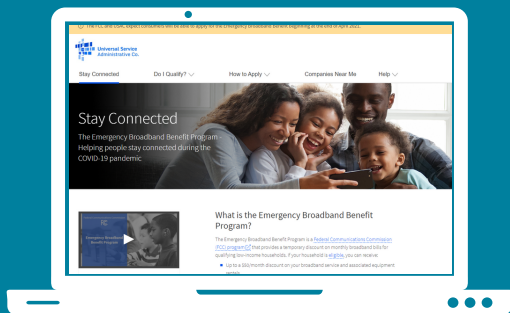 The FCC and USAC expect consumers will be able to apply for the Emergency Broadband Benefit beginning at the end of April 2021.
Universal Service
Administrative Co.
Stay Connected Do I Qualify? How to Apply Companies Near Me Help
Stay Connected
The Emergency Broadband Benefit Program -
Helping people stay connected during the
COVID-19 pandemic
What is the Emergency Broadband Benefit
Program?
Emergency Broadband
Benefit Program
The Emergency Broadband Benefit Program is a Federal Communications Commission
(FCC) program that provides a temporary discount on monthly broadband bills for
qualifying low-income households. If your household is eligible, you can receive:
Up to a $50/month discount on your broadband service and associated equipment
rentals